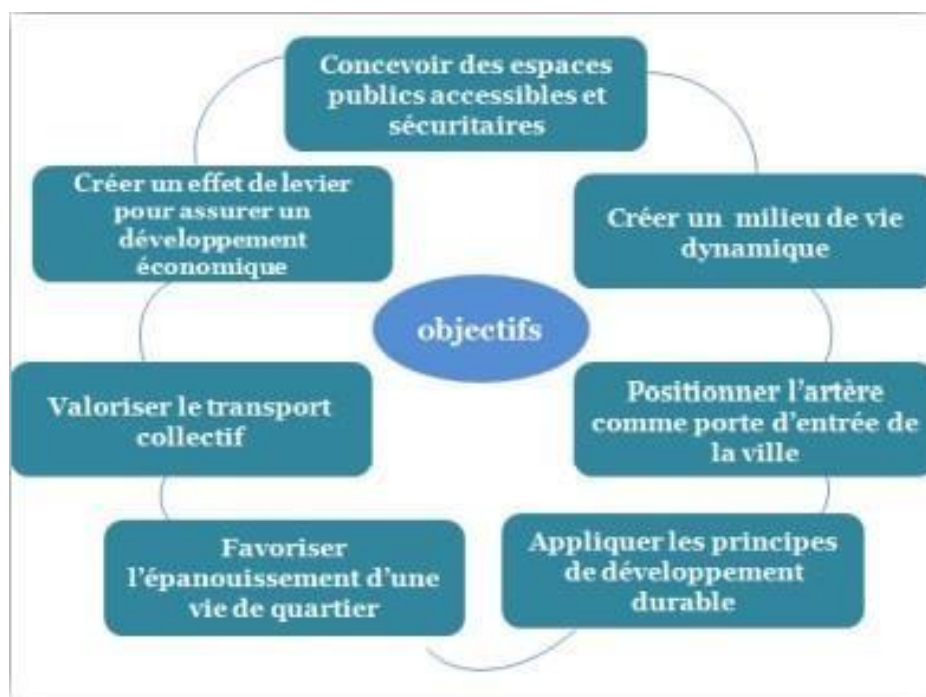 Concevoir des espaces
publics accessibles et
sécuritaires
Créer un milieu de vie
dynamique
Positionner l'artère
comme porte d'entrée de
la ville
Appliquer les principes
de développement
durable
Favoriser
l'épanouissement d'une
vie de quartier
Valoriser le transport
collectif
Créer un effet de levier
pour assurer un
développement
économique
objectifs